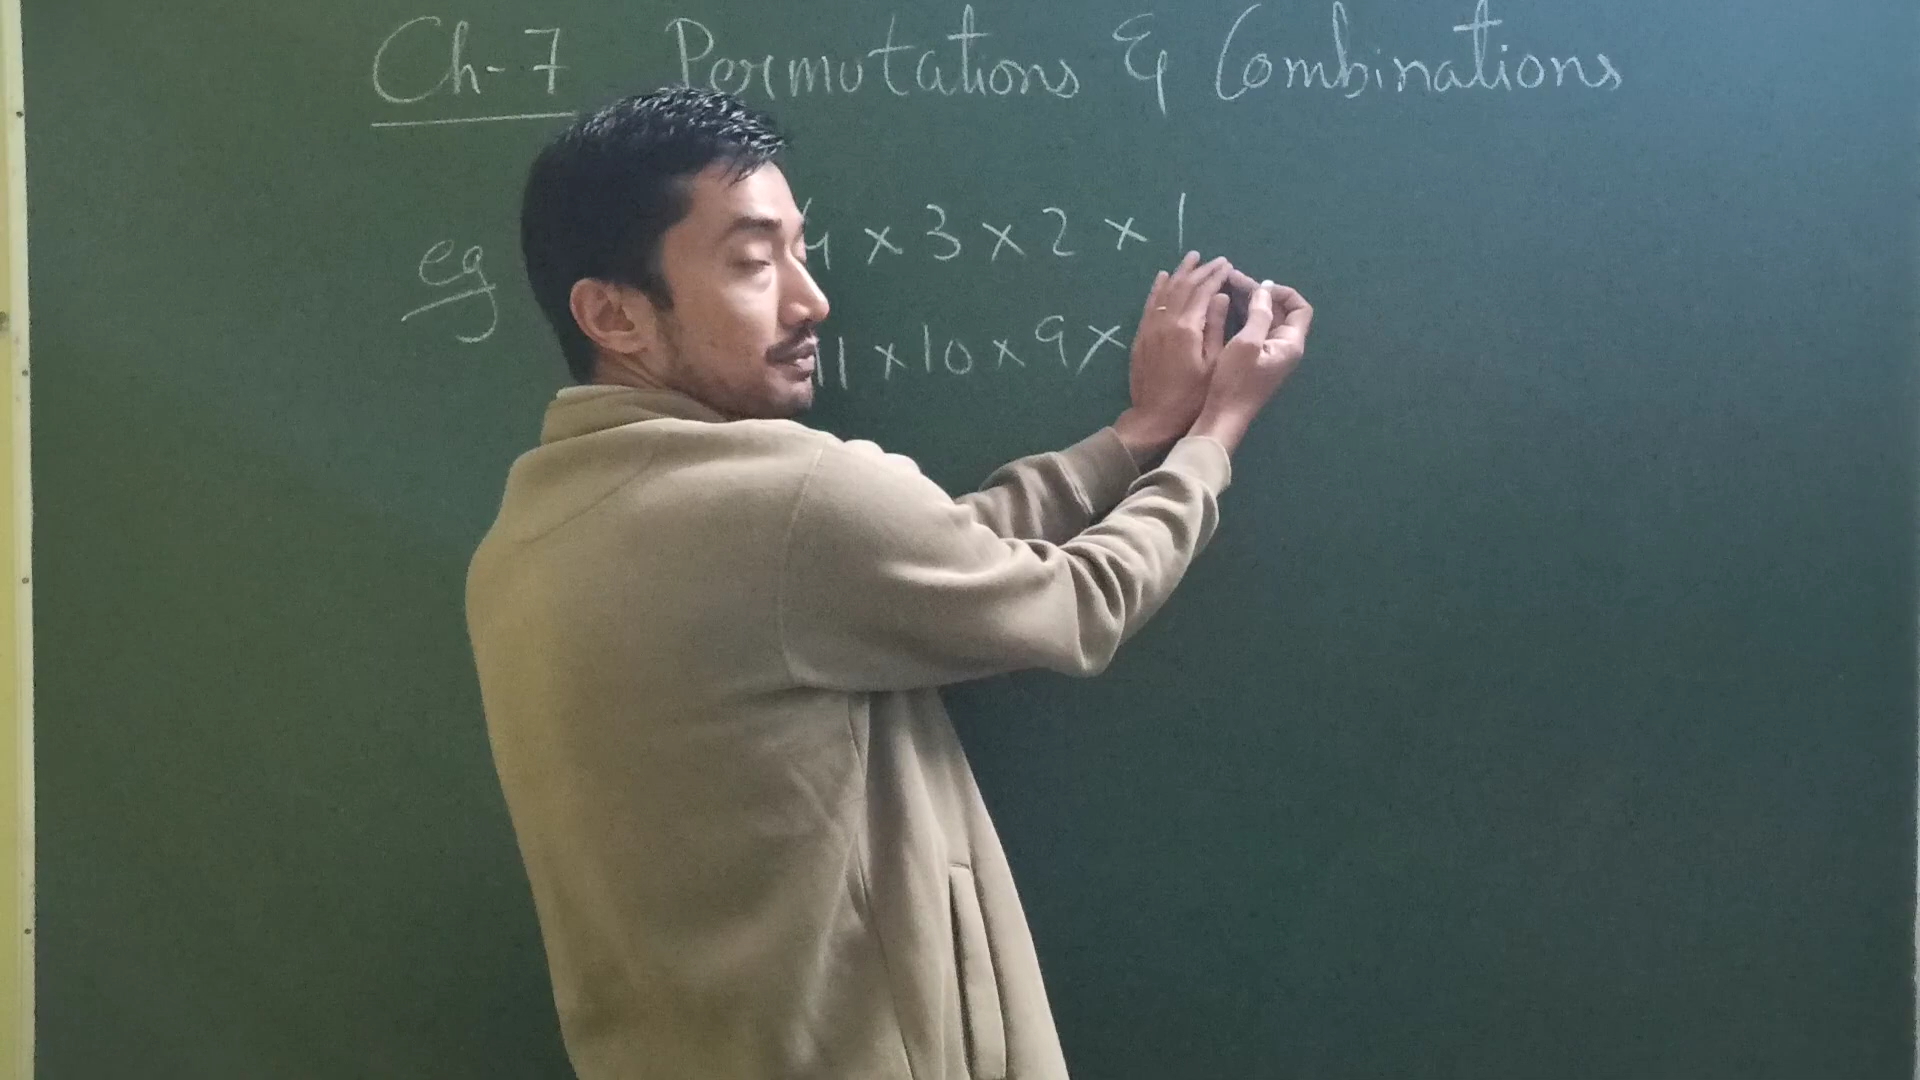 Ch-7 Permutations & Combinations
eg 4 × 3 × 2 × 1
11 × 10 × 9 ×